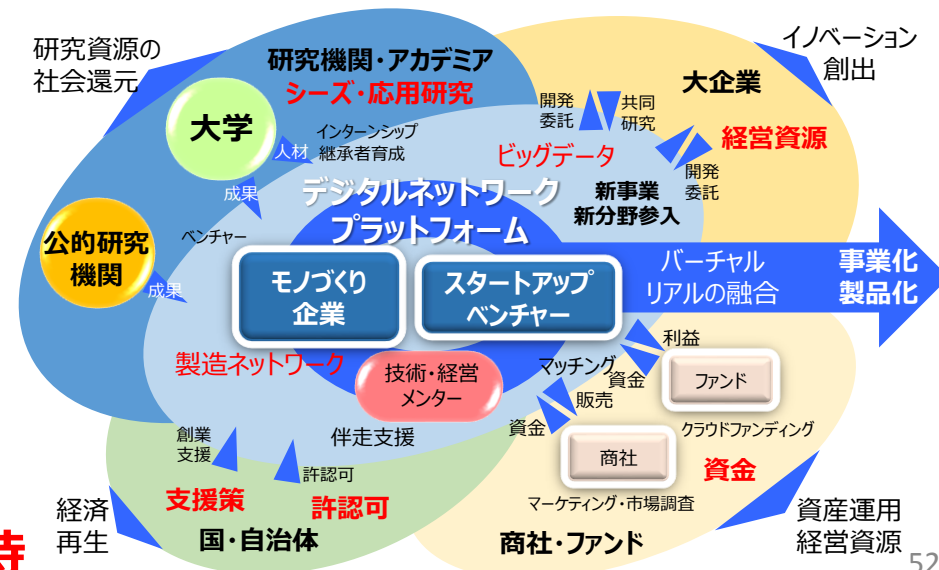 研究資源の
社会還元
研究機関・アカデミア
シーズ・応用研究
イノベーション
創出
大企業
経営資源
大学
人材
インターンシップ
継承者育成
成果
開発
委託
共同
研究
ビッグデータ
開発
委託
新事業
新分野参入
デジタルネットワーク
プラットフォーム
公的研究
機関
ベンチャー
成果
モノづくり
企業
スタートアップ
ベンチャー
バーチャル
リアルの融合
事業化
製品化
製造ネットワーク
技術・経営
メンター
伴走支援
マッチング
利益
資金
ファンド
販売
資金
クラウドファンディング
商社
資金
マーケティング・市場調査
商社・ファンド
創業
支援
許認可
支援策
許認可
国・自治体
経済
再生
資産運用
経営資源
待
52